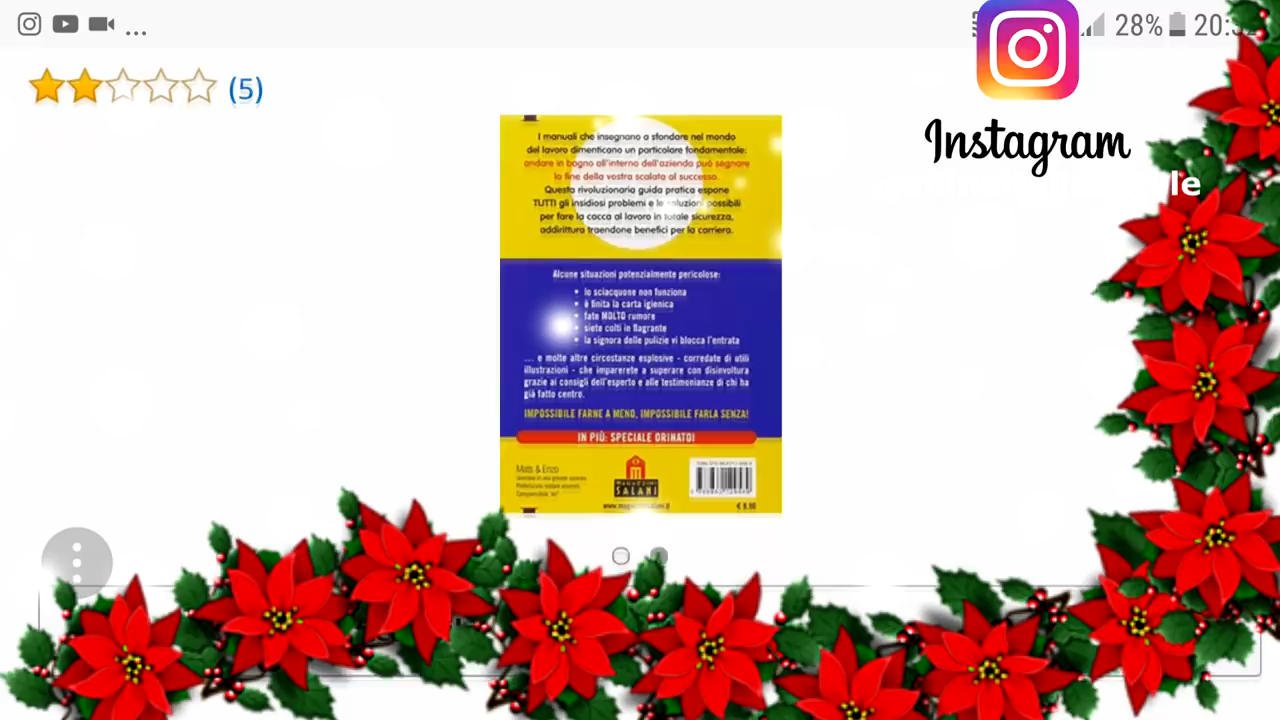 28%
(5)
Instagram
le
I manuali che insegnano a sfondare nel mondo
del lavoro dimenticano un particolare fondamentale:
andare in bagno all'interno dell'azienda può segnare
la fine della vostra scalata al successo.
Questa rivoluzionaria guida pratica espone
TUTTI gli insidiosi problemi e le soluzioni possibili
per fare la cacca al lavoro in totale sicurezza,
addirittura traendone benefici per la carriera.
Alcune situazioni potenzialmente pericolose:
• lo sciacquone non funziona
• è finita la carta igienica
• fate MOLTO rumore
• siete colti in flagrante
• la signora delle pulizie vi blocca l'entrata
... e molte altre circostanze esplosive - corredate di utili
illustrazioni - che imparerete a superare con disinvoltura
grazie ai consigli dell'esperto e alle testimonianze di chi ha
già fatto centro.
IMPOSSIBILE FARNE A MENO, IMPOSSIBILE FARLA SENZA!
IN PIÙ: SPECIALE ORINATOI
Mats & Enzo
SALANI